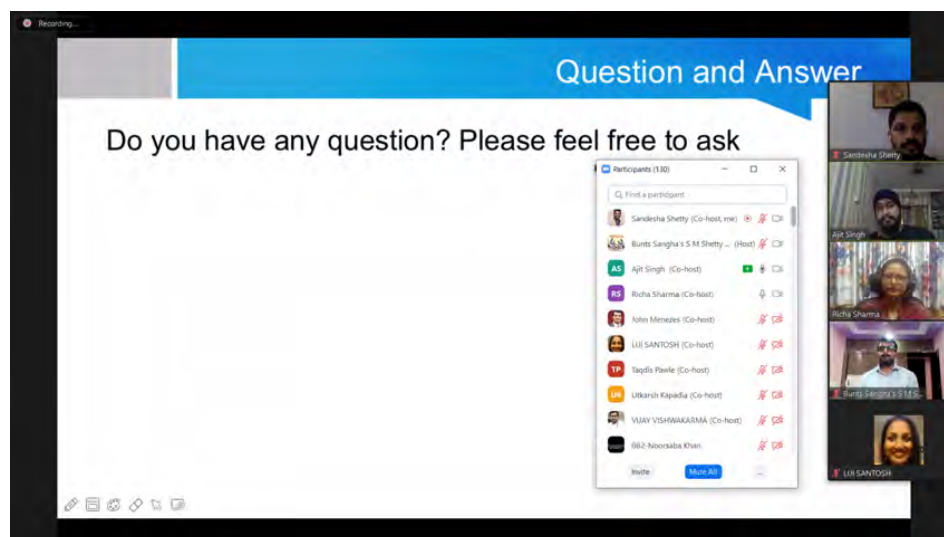 Recording...
Question and Answer
Do you have any question? Please feel free to ask
Participants (130)
Find a participant
Sandesha Shetty (Co-host, me)
Bunts Sangha's S M Shetty ... (Host)
AS Ajit Singh (Co-host)
RS Richa Sharma (Co-host)
John Menezes (Co-host)
LUI SANTOSH (Co-host)
TP Taqdis Pawle (Co-host)
UK Utkarsh Kapadia (Co-host)
VIJAY VISHWAKARMA (Co-host)
662-Noorsaba Khan
Invite
Mute All
...
Sandesha Shetty
Ajit Singh
Richa Sharma
Bunts Sangha's S M S...
LUI SANTOSH